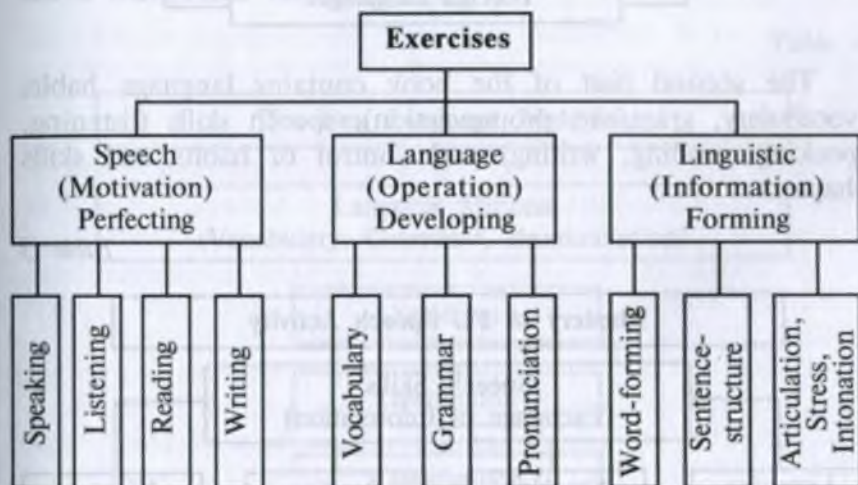 Exercises
Speech
(Motivation)
Perfecting
Language
(Operation)
Developing
Linguistic
(Information)
Forming
Speaking
Listening
Reading
Writing
Vocabulary
Grammar
Pronunciation
Word-forming
Sentence-
structure
Articulation,
Stress,
Intonation